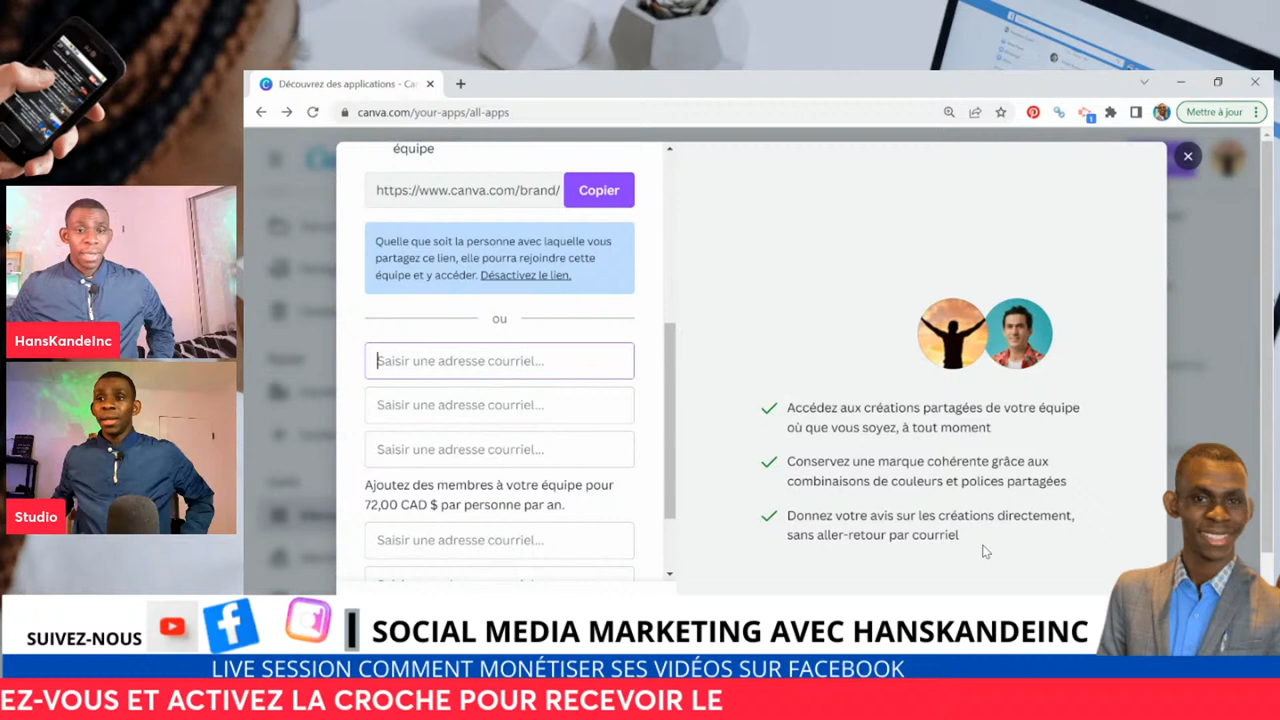 Découvrez des applications - Ca
canva.com/your-apps/all-apps
Mettre à jour
équipe
https://www.canva.com/brand/
Copier
Quelle que soit la personne avec laquelle vous
partagez ce lien, elle pourra rejoindre cette
équipe et y accéder. Désactivez le lien.
ou
Saisir une adresse courriel...
Saisir une adresse courriel...
Saisir une adresse courriel...
Ajoutez des membres à votre équipe pour
72,00 CAD $ par personne par an.
Saisir une adresse courriel...
Accédez aux créations partagées de votre équipe
où que vous soyez, à tout moment
Conservez une marque cohérente grâce aux
combinaisons de couleurs et polices partagées
Donnez votre avis sur les créations directement,
sans aller-retour par courriel
HansKandeInc
Studio
SUIVEZ-NOUS
SOCIAL MEDIA MARKETING AVEC HANSKANDEINC
LIVE SESSION COMMENT MONÉTISER SES VIDÉOS SUR FACEBOOK
EZ-VOUS ET ACTIVEZ LA CROCHE POUR RECEVOIR LE